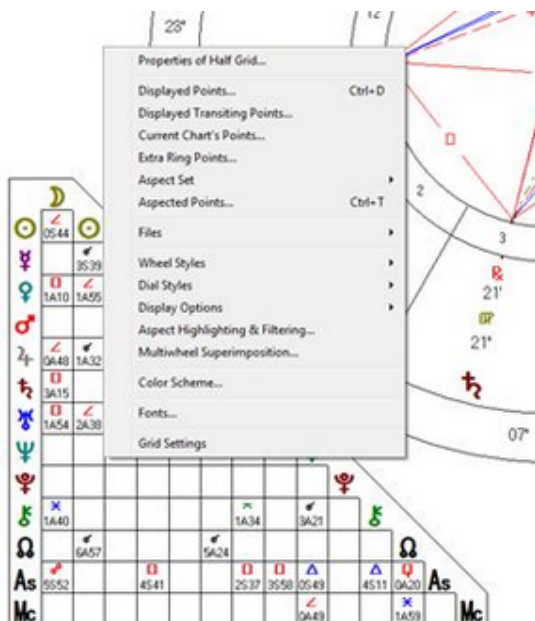 23°
12
Properties of Half Grid...
Displayed Points... Ctrl+D
Displayed Transiting Points...
Current Chart's Points...
Extra Ring Points...
Aspect Set
Aspected Points... Ctrl+T
Files
Wheel Styles
Dial Styles
Display Options
Aspect Highlighting & Filtering...
Multiwheel Superimposition...
Color Scheme...
Fonts...
Grid Settings
2
3
℞
21'
21°
07°
0S44
3S39
1A10 1A55
0A48 1A32
3A15
1A54 2A38
1A40 1A34 3A21
6A57 5A24
As 5S52 4S41 2S37 3S58 0S49 4S11 0A20 As
Mc 0A49 1A59 Mc